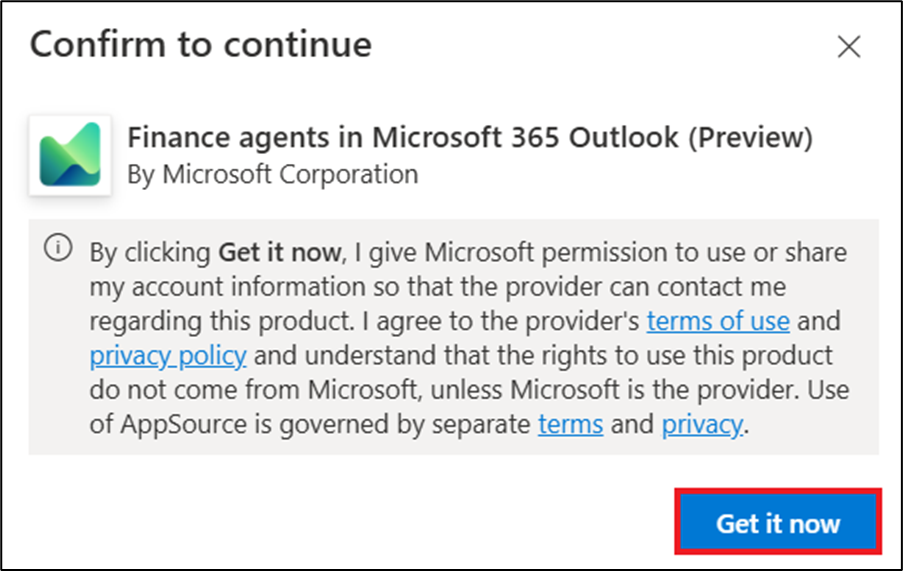 Confirm to continue
Finance agents in Microsoft 365 Outlook (Preview)
By Microsoft Corporation
By clicking Get it now, I give Microsoft permission to use or share
my account information so that the provider can contact me
regarding this product. I agree to the provider's terms of use and
privacy policy and understand that the rights to use this product
do not come from Microsoft, unless Microsoft is the provider. Use
of AppSource is governed by separate terms and privacy.
Get it now